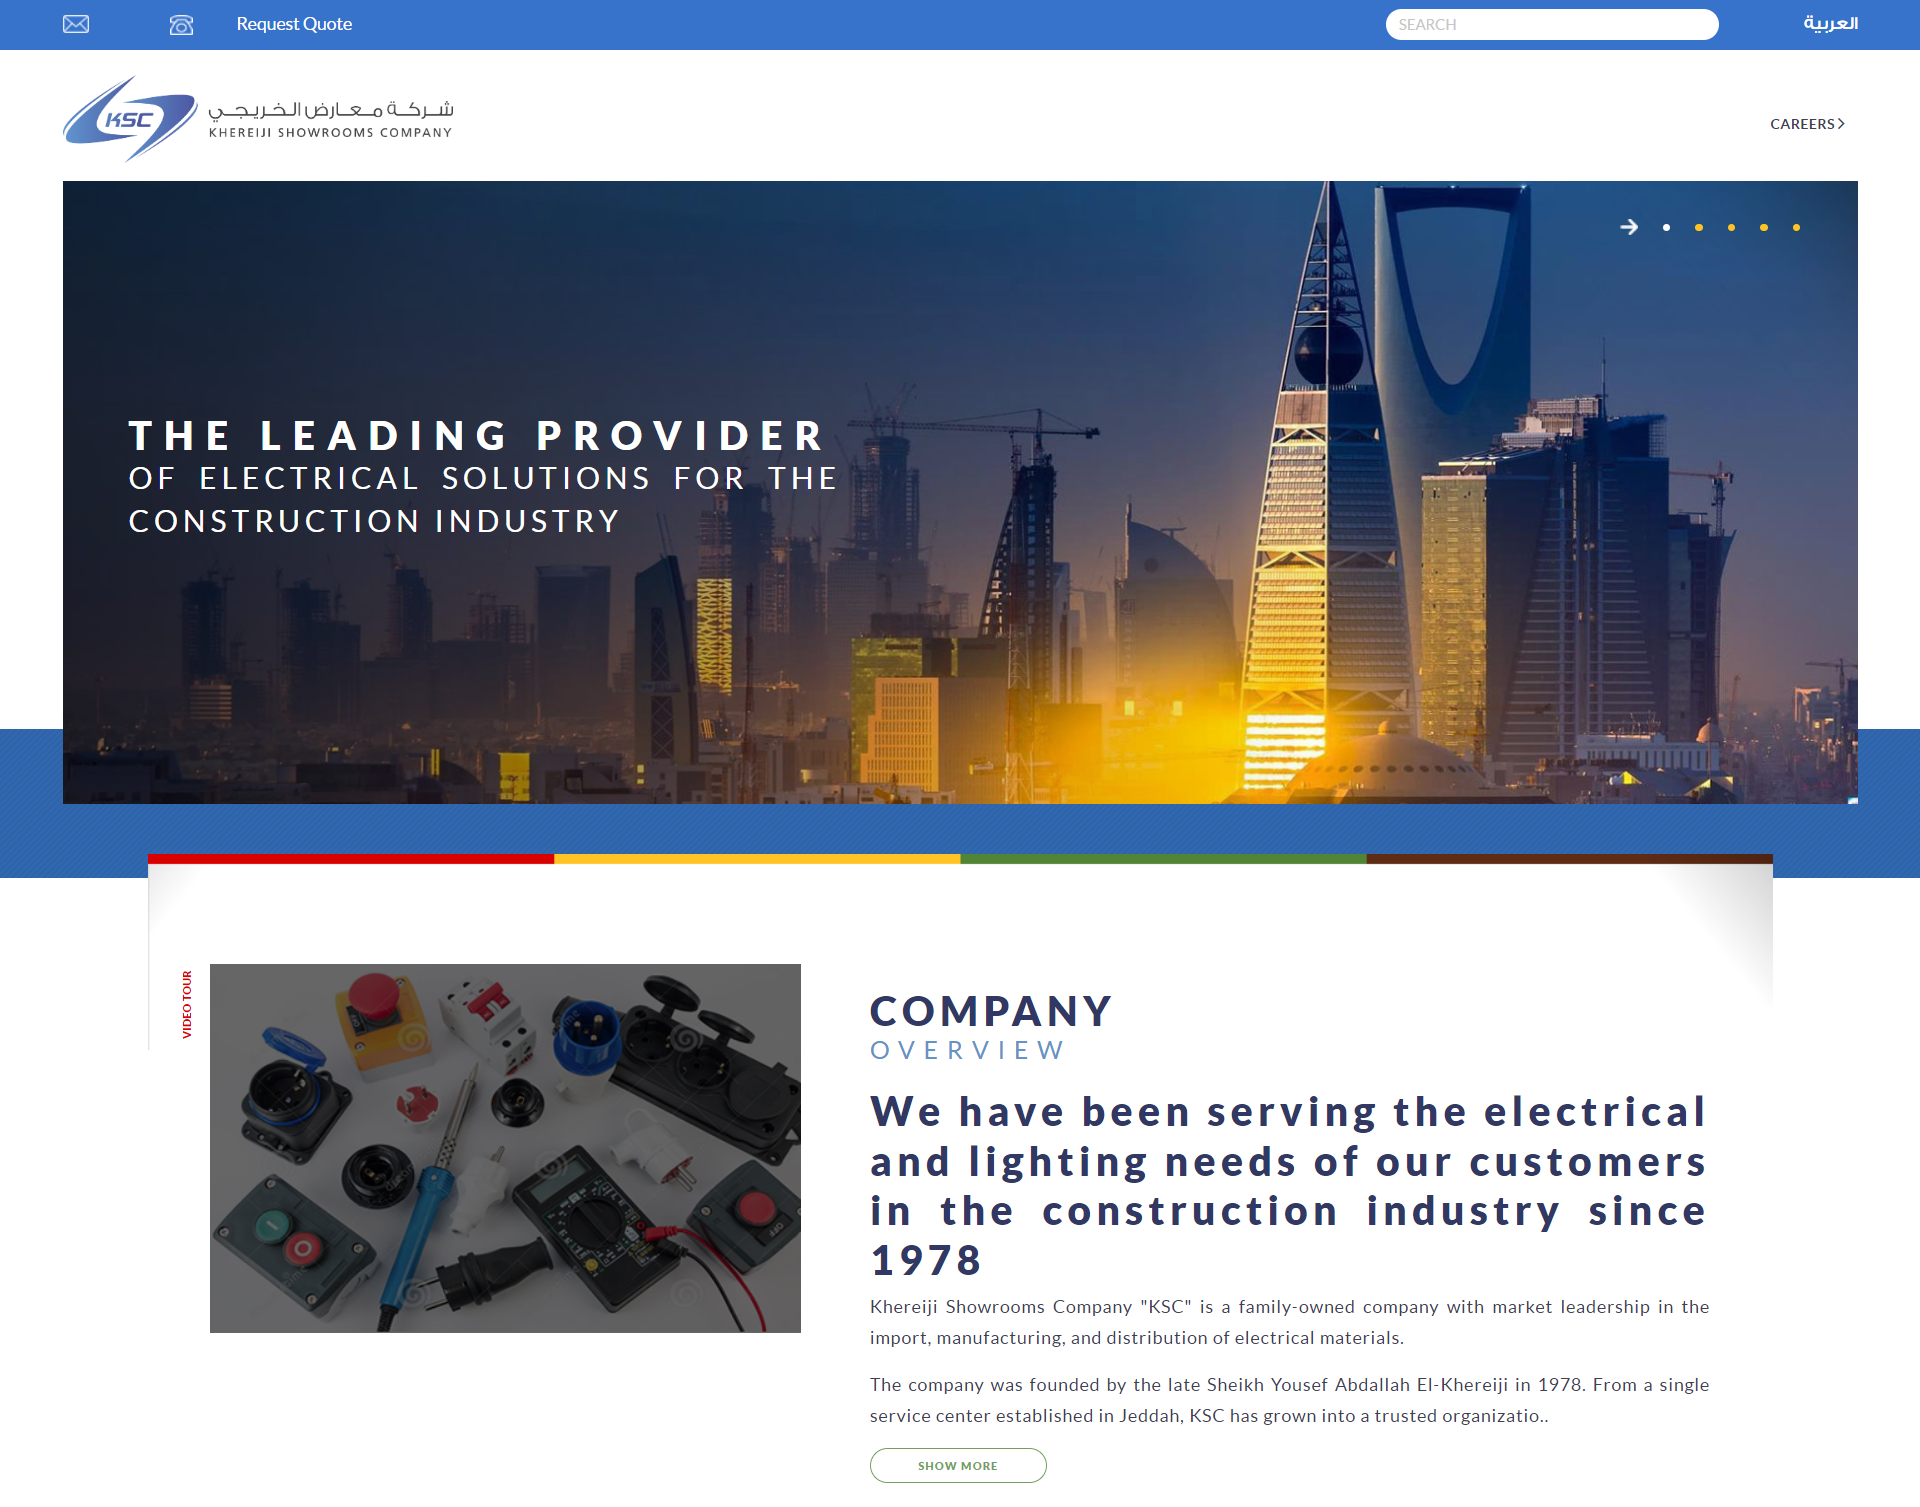 Request Quote
SEARCH
العربية
KSC
شركة معارض الخريجي
KHEREIJI SHOWROOMS COMPANY
CAREERS
THE LEADING PROVIDER
OF ELECTRICAL SOLUTIONS FOR THE
CONSTRUCTION INDUSTRY
VIDEO TOUR
COMPANY
OVERVIEW
We have been serving the electrical
and lighting needs of our customers
in the construction industry since
1978
Khereiji Showrooms Company "KSC" is a family-owned company with market leadership in the
import, manufacturing, and distribution of electrical materials.
The company was founded by the late Sheikh Yousef Abdallah El-Khereiji in 1978. From a single
service center established in Jeddah, KSC has grown into a trusted organizatio..
SHOW MORE